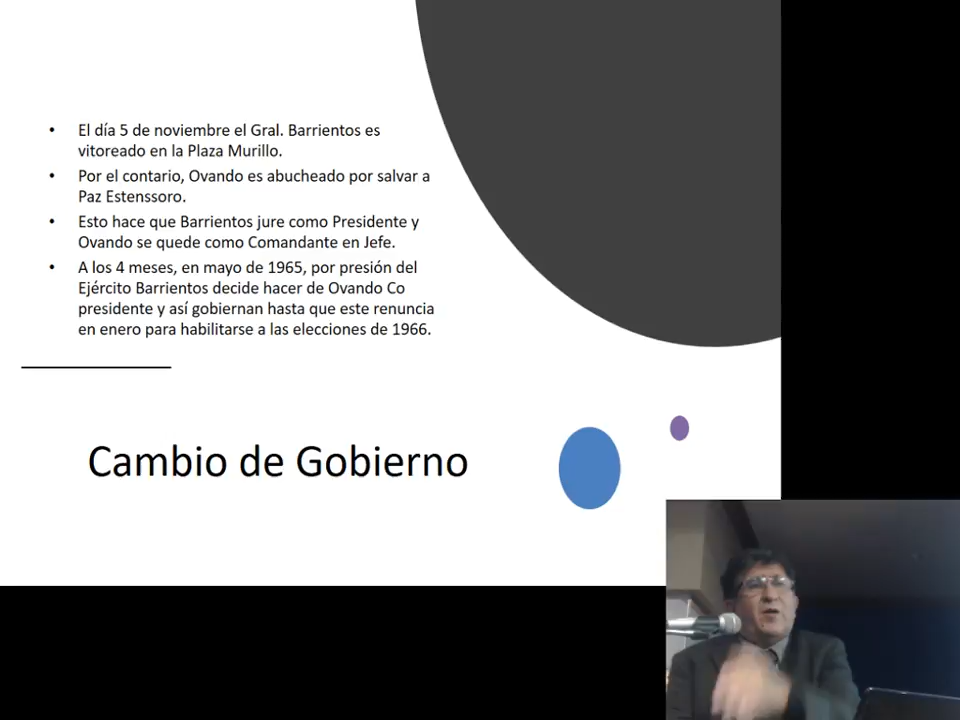 • El día 5 de noviembre el Gral. Barrientos es
vitoreado en la Plaza Murillo.
• Por el contario, Ovando es abucheado por salvar a
Paz Estenssoro.
• Esto hace que Barrientos jure como Presidente y
Ovando se quede como Comandante en Jefe.
• A los 4 meses, en mayo de 1965, por presión del
Ejército Barrientos decide hacer de Ovando Co
presidente y así gobiernan hasta que este renuncia
en enero para habilitarse a las elecciones de 1966.
Cambio de Gobierno